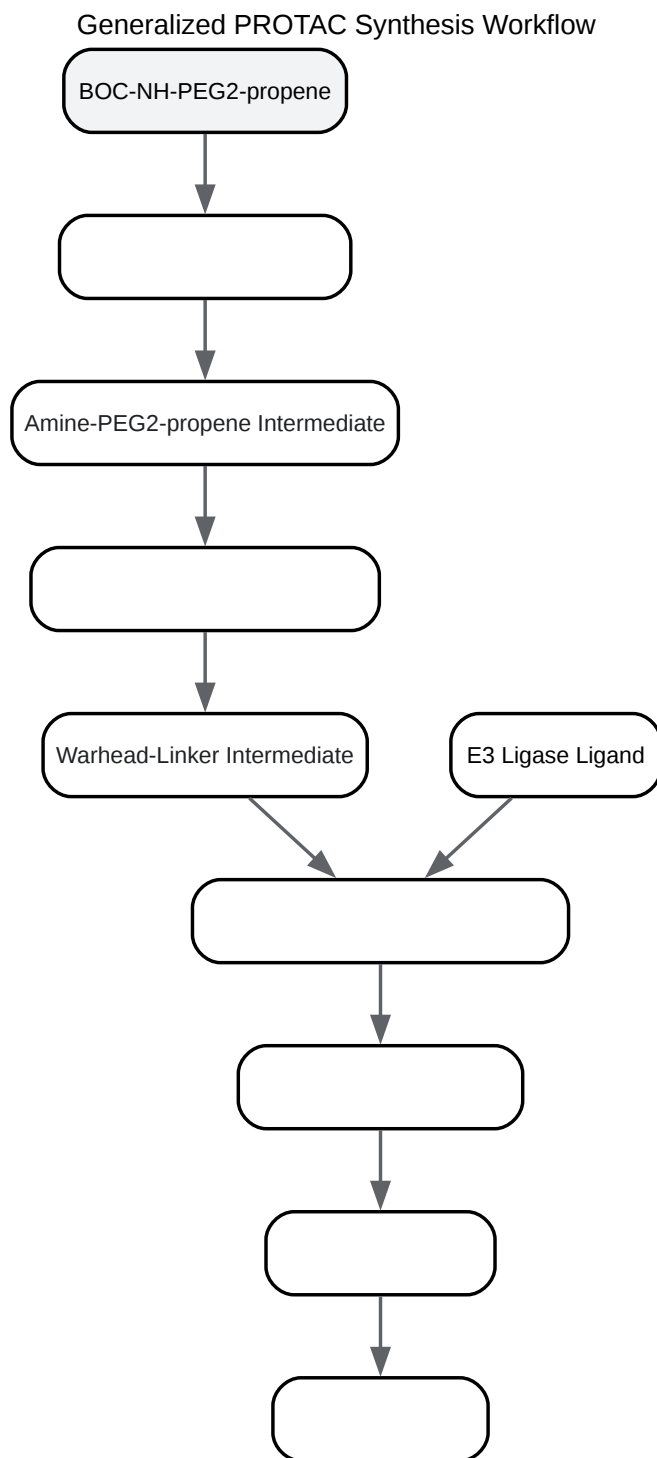 Generalized PROTAC Synthesis Workflow
BOC-NH-PEG2-propene
Amine-PEG2-propene Intermediate
Warhead-Linker Intermediate
E3 Ligase Ligand